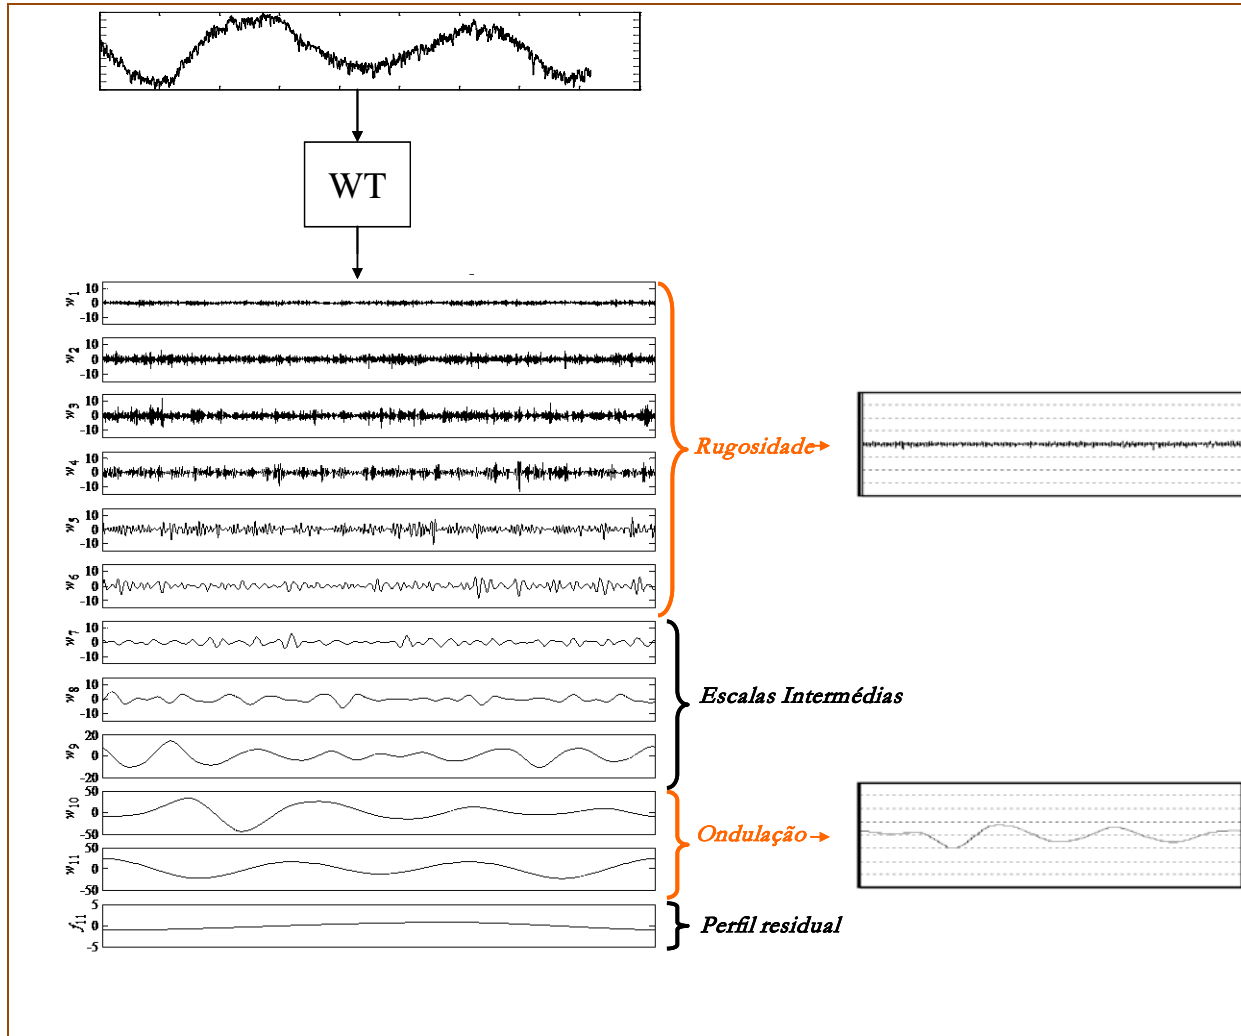 WT
w1 10 0 -10
w2 10 0 -10
w3 10 0 -10
w4 10 0 -10
w5 10 0 -10
w6 10 0 -10
Rugosidade
w7 10 0 -10
w8 10 0 -10
w9 20 0 -20
Escalas Intermédias
w10 50 0 -50
w11 50 0 -50
Ondulação
f11 5 0 -5
Perfil residual